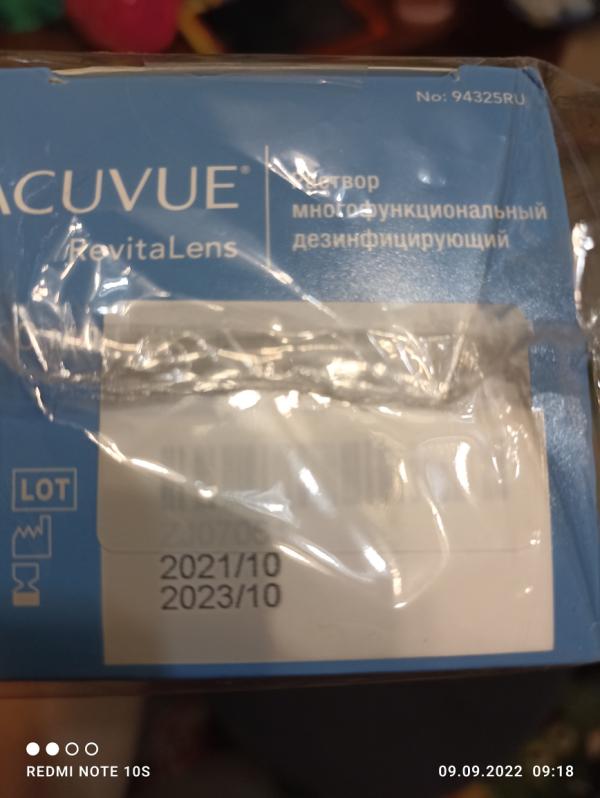 No: 94325RU
ACUVUE®
RevitaLens
Раствор
многофункциональный
дезинфицирующий
LOT
2021/10
2023/10
REDMI NOTE 10S
09.09.2022 09:18